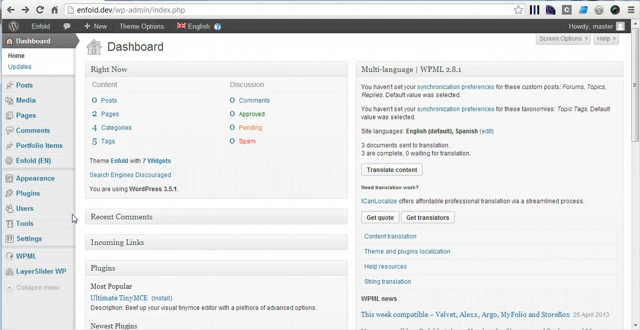 enfold.dev/wp-admin/index.php
Enfold
0
+ New
Theme Options
English
Howdy, master
Screen Options
Help
Dashboard
Home
Updates
Posts
Media
Pages
Comments
Portfolio Items
Enfold (EN)
Appearance
Plugins
Users
Tools
Settings
WPML
LayerSlider WP
Collapse menu
Dashboard
Right Now
Content
Discussion
0 Posts
0 Comments
2 Pages
0 Approved
4 Categories
0 Pending
5 Tags
0 Spam
Theme Enfold with 7 Widgets
Search Engines Discouraged
You are using WordPress 3.5.1.
Recent Comments
Incoming Links
Plugins
Most Popular
Ultimate TinyMCE (Install)
Description: Beef up your visual tinymce editor with a plethora of advanced options.
Newest Plugins
Multi-language | WPML 2.8.1
You haven't set your synchronization preferences for these custom posts: Forums, Topics,
Replies. Default value was selected.
You haven't set your synchronization preferences for these taxonomies: Topic Tags. Default
value was selected.
Site languages: English (default), Spanish (edit)
3 documents sent to translation.
3 are complete, 0 waiting for translation.
Translate content
Need translation work?
ICanLocalize offers affordable professional translation via a streamlined process.
Get quote
Get translators
Content translation
Theme and plugins localization
Help resources
String translation
WPML news
This week compatible – Velvet, Alexx, Argo, MyFolio and StoreBox 26 April 2013